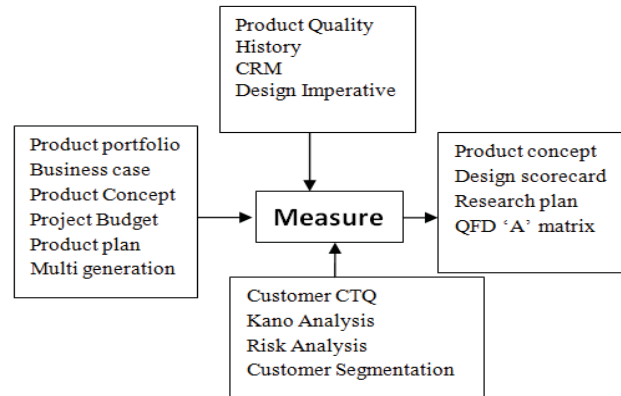 Product Quality
History
CRM
Design Imperative
Product portfolio
Business case
Product Concept
Project Budget
Product plan
Multi generation
Measure
Product concept
Design scorecard
Research plan
QFD ‘A’ matrix
Customer CTQ
Kano Analysis
Risk Analysis
Customer Segmentation